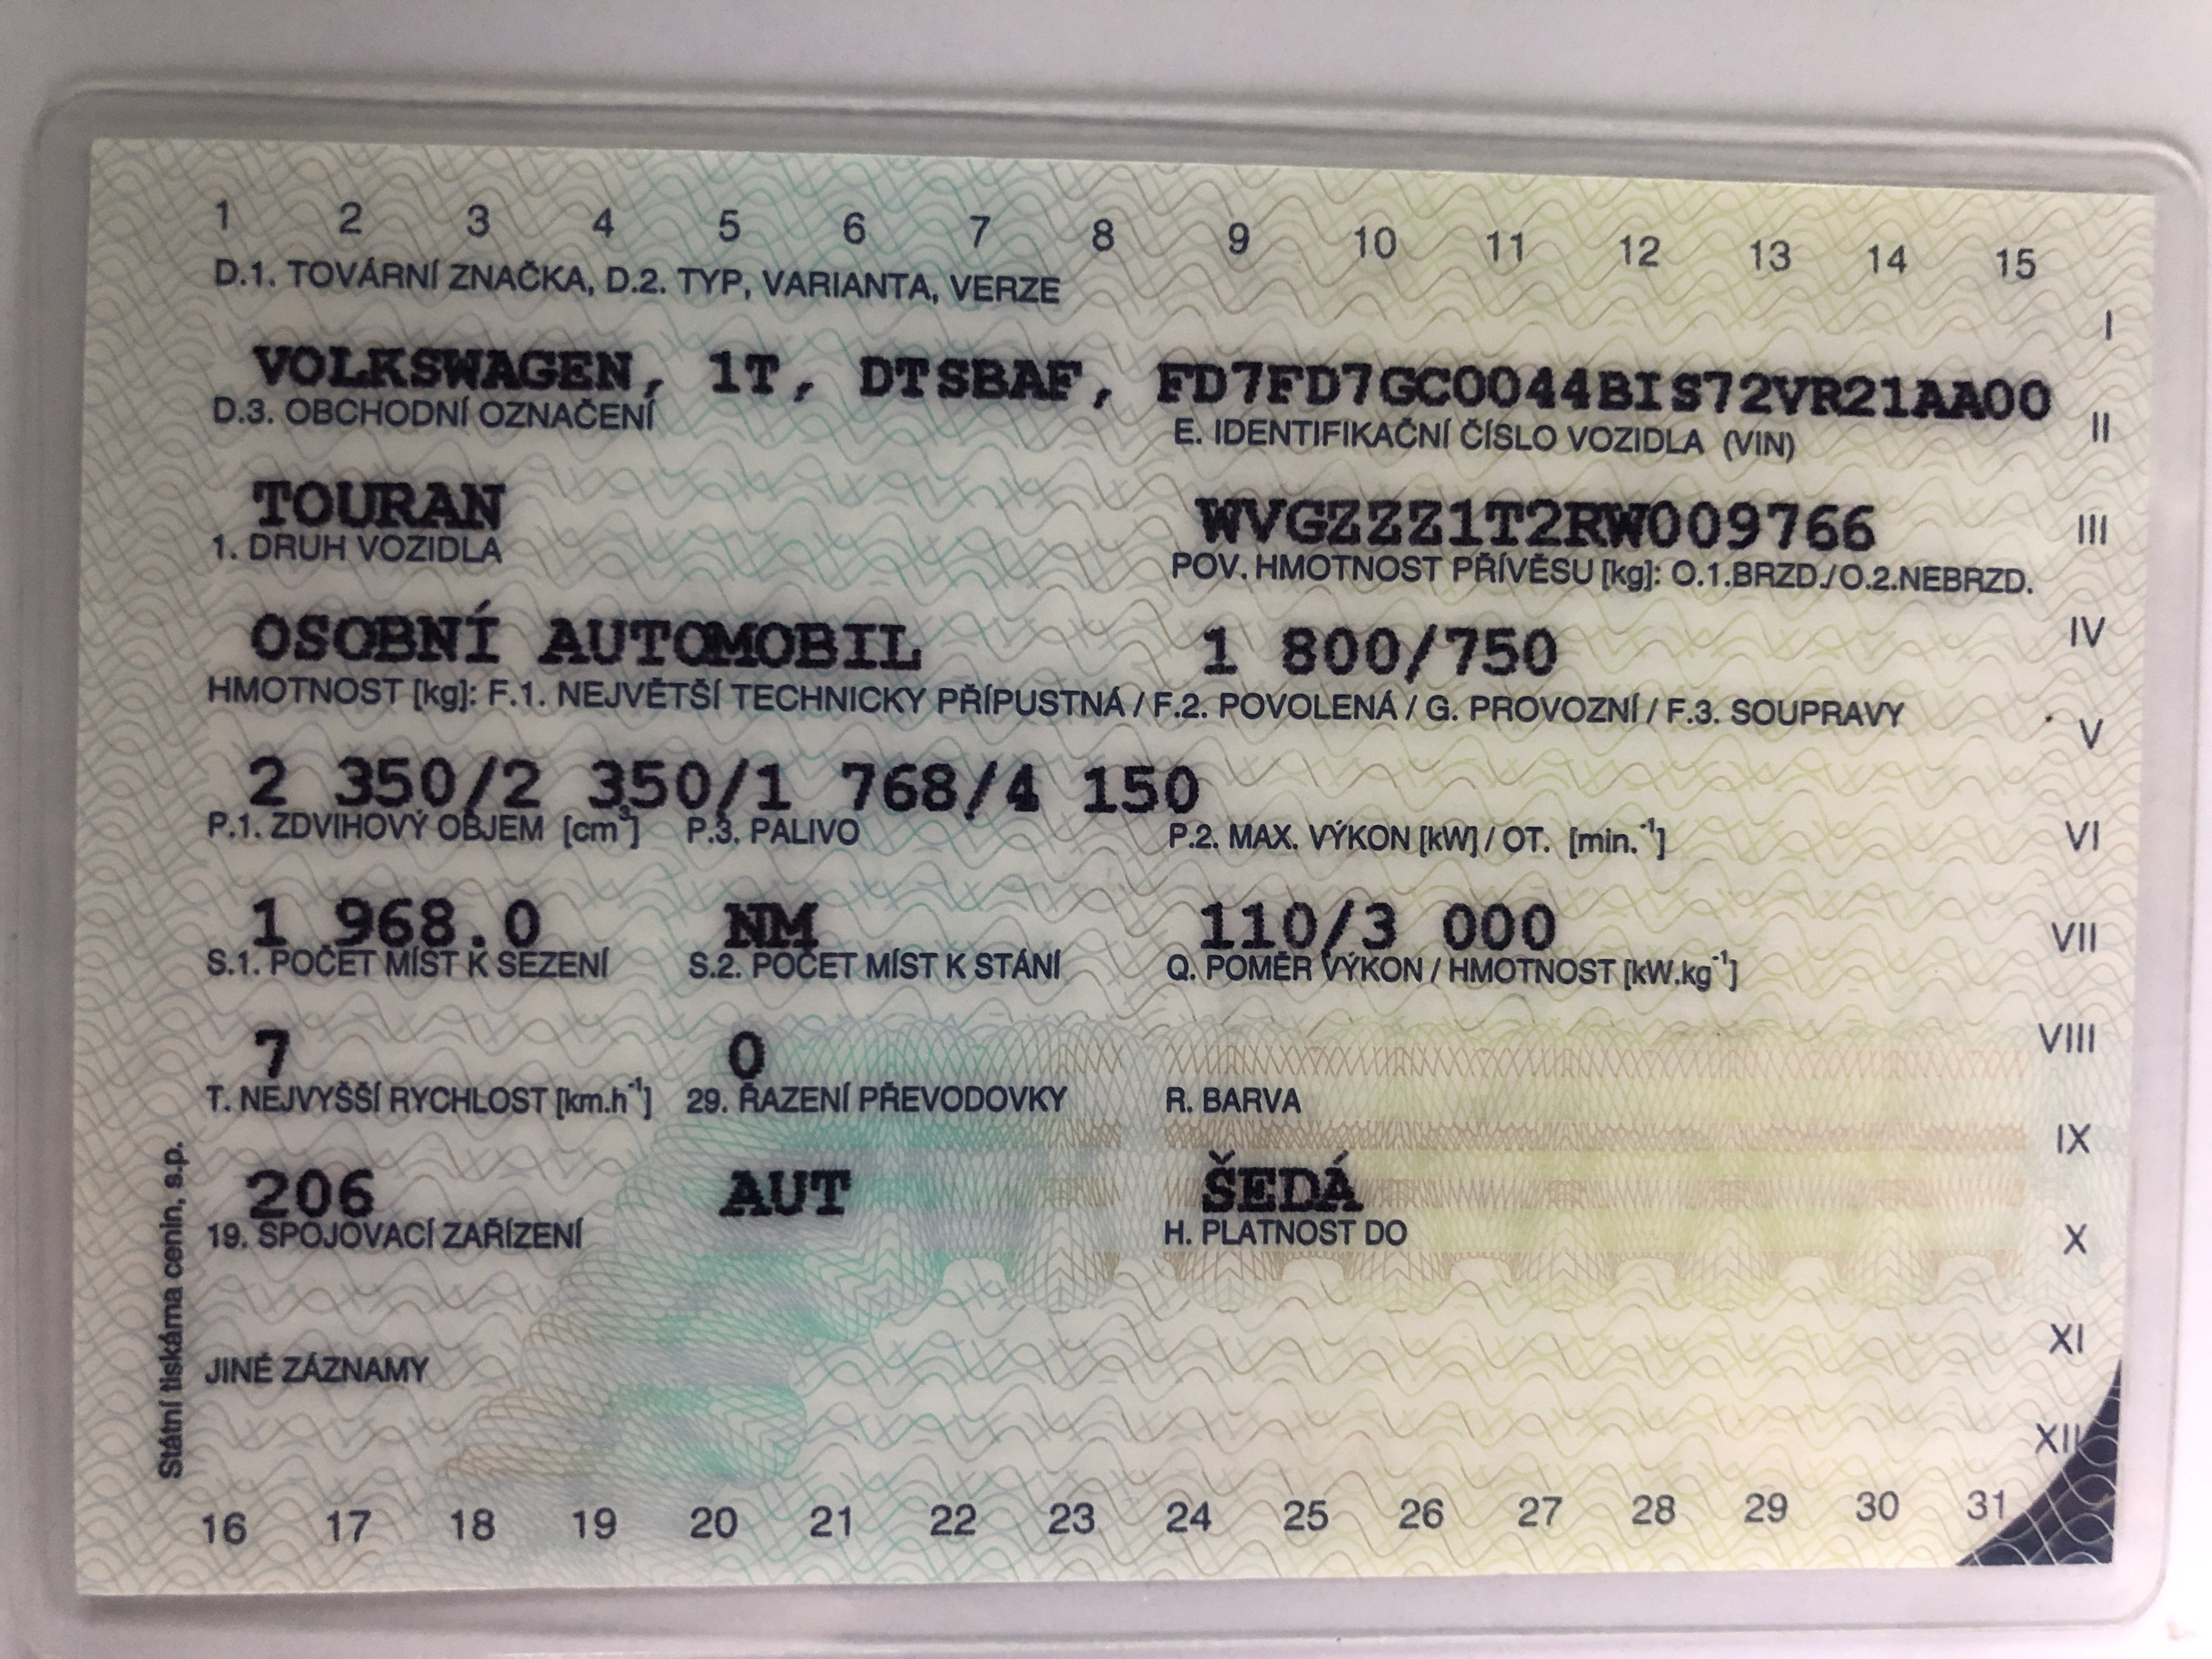 1 2 3 4 5 6 7 8 9 10 11 12 13 14 15
D.1. TOVÁRNÍ ZNAČKA, D.2. TYP, VARIANTA, VERZE
I
VOLKSWAGEN, 1T, DTSBAF, FD7FD7GC0044BIS72VR21AA00
D.3. OBCHODNÍ OZNAČENÍ E. IDENTIFIKAČNÍ ČÍSLO VOZIDLA (VIN) II
TOURAN WVGZZZ1T2RW009766 III
1. DRUH VOZIDLA POV. HMOTNOST PŘÍVĚSU [kg]: O.1.BRZD./O.2.NEBRZD.
OSOBNÍ AUTOMOBIL 1 800/750 IV
HMOTNOST [kg]: F.1. NEJVĚTŠÍ TECHNICKY PŘÍPUSTNÁ / F.2. POVOLENÁ / G. PROVOZNÍ / F.3. SOUPRAVY V
2 350/2 350/1 768/4 150
P.1. ZDVIHOVÝ OBJEM [cm³] P.3. PALIVO P.2. MAX. VÝKON [kW] / OT. [min.⁻¹] VI
1 968.0 NM 110/3 000 VII
S.1. POČET MÍST K SEZENÍ S.2. POČET MÍST K STÁNÍ Q. POMĚR VÝKON / HMOTNOST [kW.kg⁻¹]
7 0 VIII
T. NEJVYŠŠÍ RYCHLOST [km.h⁻¹] 29. ŘAZENÍ PŘEVODOVKY R. BARVA IX
206 AUT ŠEDÁ
19. SPOJOVACÍ ZAŘÍZENÍ H. PLATNOST DO X
XI
JINÉ ZÁZNAMY
XII
16 17 18 19 20 21 22 23 24 25 26 27 28 29 30 31
Státní tiskárna cenin, s.p.